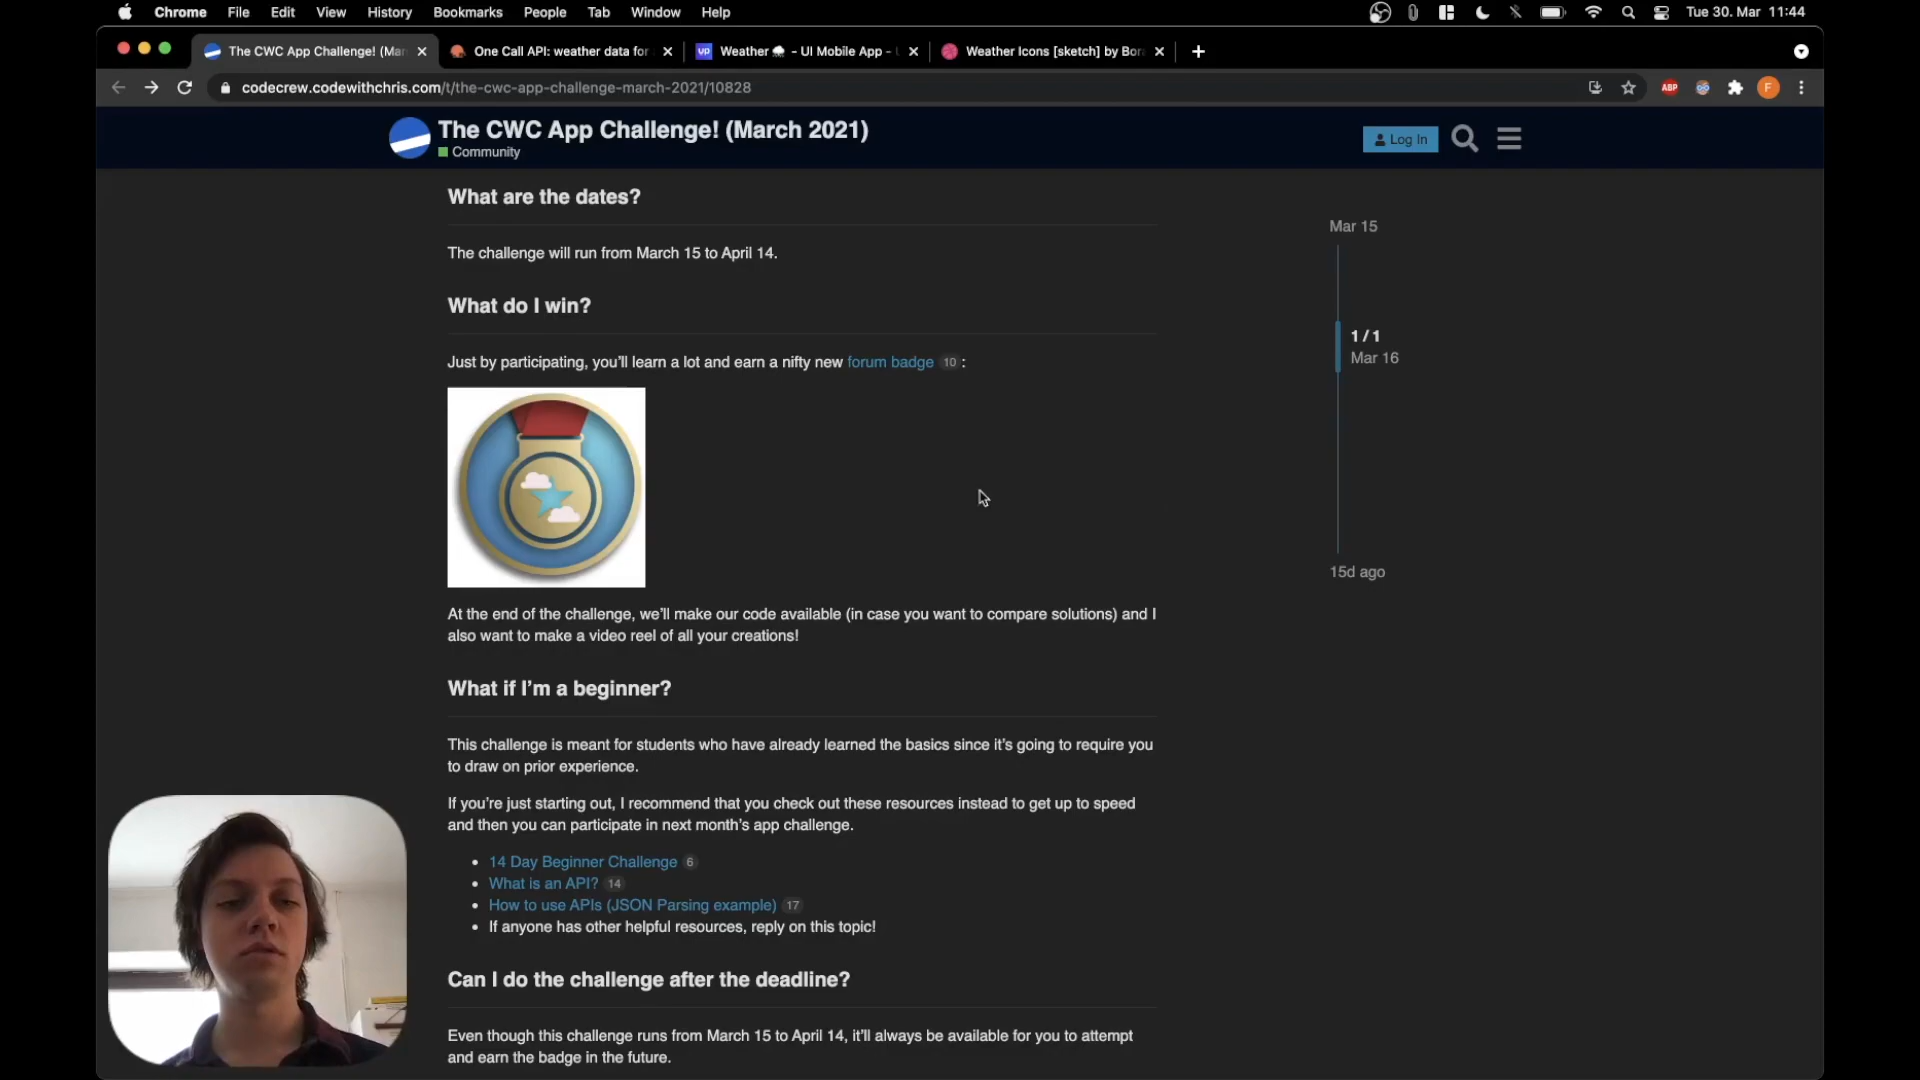 Chrome File Edit View History Bookmarks People Tab Window Help Tue 30. Mar 11:44
The CWC App Challenge! (Mar One Call API: weather data for Weather - UI Mobile App - Weather Icons [sketch] by Bor
codecrew.codewithchris.com/t/the-cwc-app-challenge-march-2021/10828 ABP F
The CWC App Challenge! (March 2021)
Community
Log In
What are the dates?
The challenge will run from March 15 to April 14.
What do I win?
Just by participating, you'll learn a lot and earn a nifty new forum badge 10 :
At the end of the challenge, we'll make our code available (in case you want to compare solutions) and I
also want to make a video reel of all your creations!
What if I'm a beginner?
This challenge is meant for students who have already learned the basics since it's going to require you
to draw on prior experience.
If you're just starting out, I recommend that you check out these resources instead to get up to speed
and then you can participate in next month's app challenge.
• 14 Day Beginner Challenge 6
• What is an API? 14
• How to use APIs (JSON Parsing example) 17
• If anyone has other helpful resources, reply on this topic!
Can I do the challenge after the deadline?
Even though this challenge runs from March 15 to April 14, it'll always be available for you to attempt
and earn the badge in the future.
Mar 15
1 / 1
Mar 16
15d ago